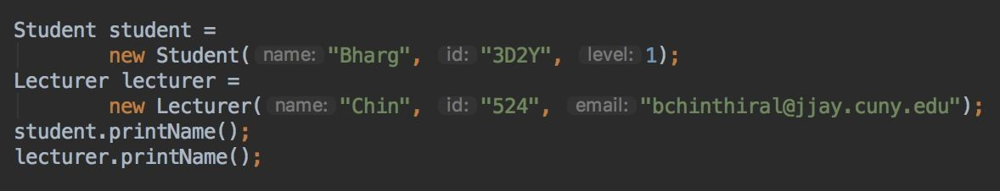 Student student =
new Student( name: "Bharg", id: "3D2Y", level: 1);
Lecturer lecturer =
new Lecturer( name: "Chin", id: "524", email: "bchinthiral@jjay.cuny.edu");
student.printName();
lecturer.printName();